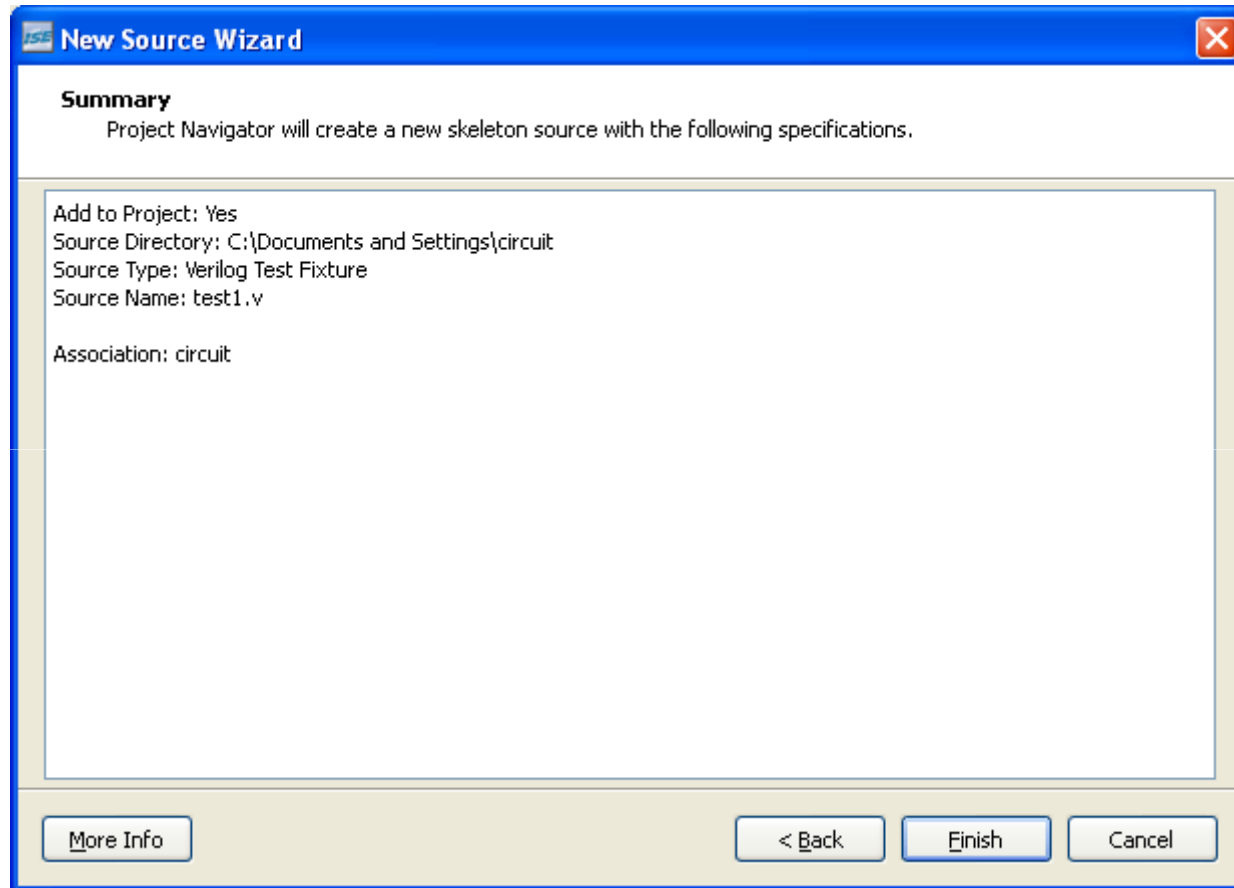 ISE New Source Wizard
Summary
Project Navigator will create a new skeleton source with the following specifications.
Add to Project: Yes
Source Directory: C:\Documents and Settings\circuit
Source Type: Verilog Test Fixture
Source Name: test1.v
Association: circuit
More Info
< Back
Finish
Cancel